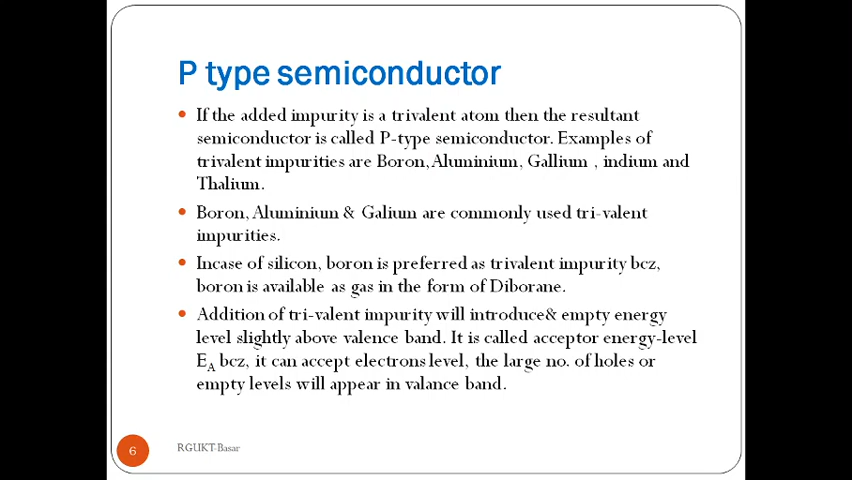 P type semiconductor
If the added impurity is a trivalent atom then the resultant
semiconductor is called P-type semiconductor. Examples of
trivalent impurities are Boron, Aluminium, Gallium , indium and
Thalium.
Boron, Aluminium & Galium are commonly used tri-valent
impurities.
Incase of silicon, boron is preferred as trivalent impurity bcz,
boron is available as gas in the form of Diborane.
Addition of tri-valent impurity will introduce& empty energy
level slightly above valence band. It is called acceptor energy-level
EA bcz, it can accept electrons level, the large no. of holes or
empty levels will appear in valance band.
6
RGUKT-Basar